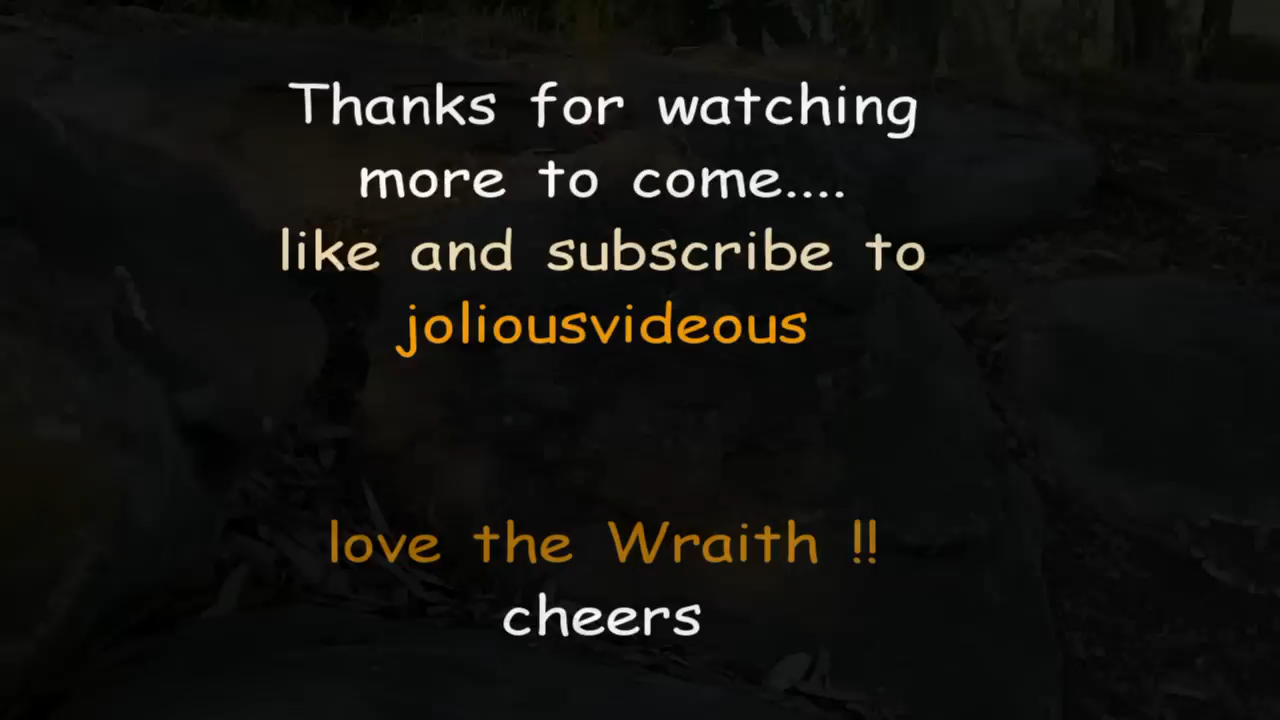 Thanks for watching
more to come....
like and subscribe to
joliousvideous
love the Wraith !!
cheers